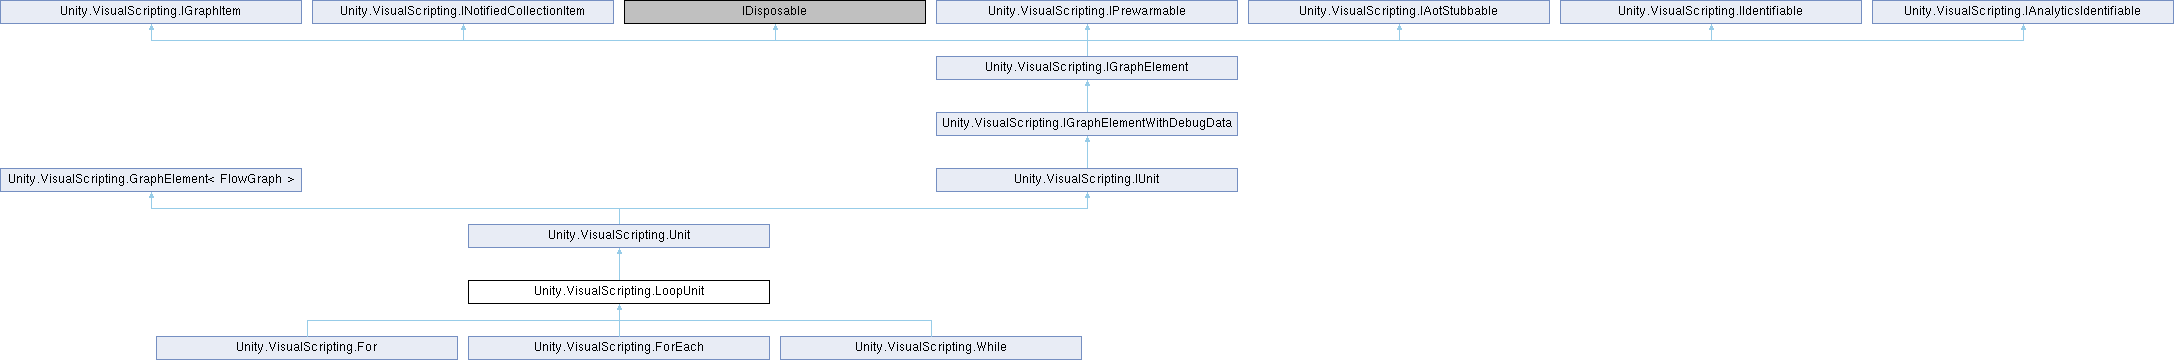 Unity.VisualScripting.IGraphItem
Unity.VisualScripting.INotifiedCollectionItem
IDisposable
Unity.VisualScripting.IPrewarmable
Unity.VisualScripting.IAotStubbable
Unity.VisualScripting.IIdentifiable
Unity.VisualScripting.IAnalyticsIdentifiable
Unity.VisualScripting.IGraphElement
Unity.VisualScripting.IGraphElementWithDebugData
Unity.VisualScripting.GraphElement< FlowGraph >
Unity.VisualScripting.IUnit
Unity.VisualScripting.Unit
Unity.VisualScripting.LoopUnit
Unity.VisualScripting.For
Unity.VisualScripting.ForEach
Unity.VisualScripting.While